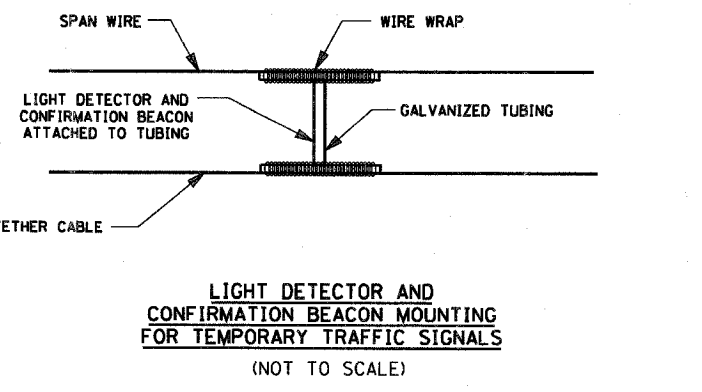 SPAN WIRE
WIRE WRAP
LIGHT DETECTOR AND
CONFIRMATION BEACON
ATTACHED TO TUBING
GALVANIZED TUBING
ETHER CABLE
LIGHT DETECTOR AND
CONFIRMATION BEACON MOUNTING
FOR TEMPORARY TRAFFIC SIGNALS
(NOT TO SCALE)